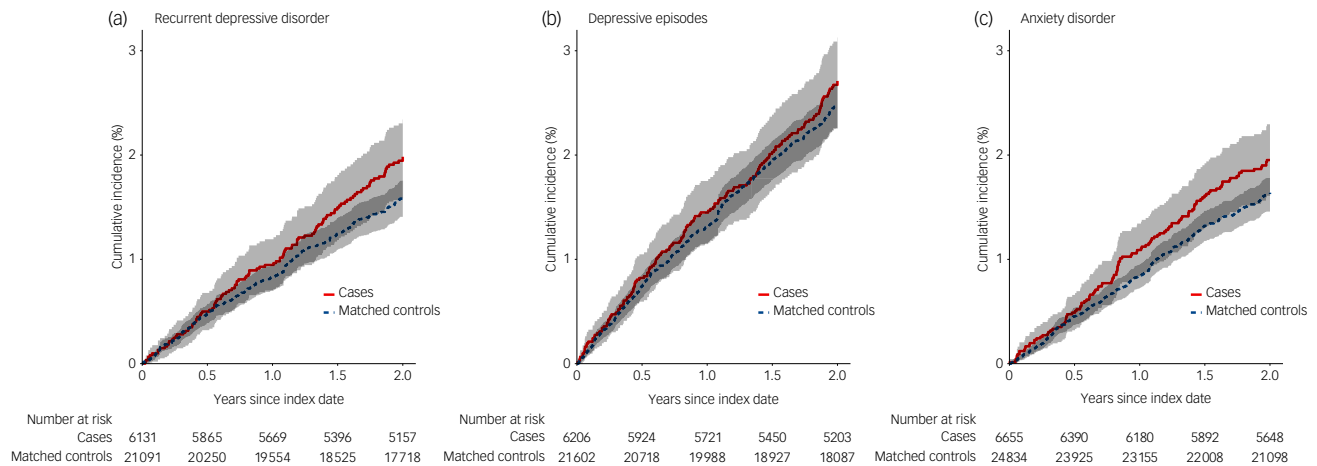 (a) Recurrent depressive disorder
3
2
1
0
Cumulative incidence (%)
Cases
Matched controls
0 0.5 1.0 1.5 2.0
Years since index date
Number at risk
Cases 6131 5865 5669 5396 5157
Matched controls 21091 20250 19554 18525 17718
(b) Depressive episodes
3
2
1
0
Cumulative incidence (%)
Cases
Matched controls
0 0.5 1.0 1.5 2.0
Years since index date
Number at risk
Cases 6206 5924 5721 5450 5203
Matched controls 21602 20718 19988 18927 18087
(c) Anxiety disorder
3
2
1
0
Cumulative incidence (%)
Cases
Matched controls
0 0.5 1.0 1.5 2.0
Years since index date
Number at risk
Cases 6655 6390 6180 5892 5648
Matched controls 24834 23925 23155 22008 21098